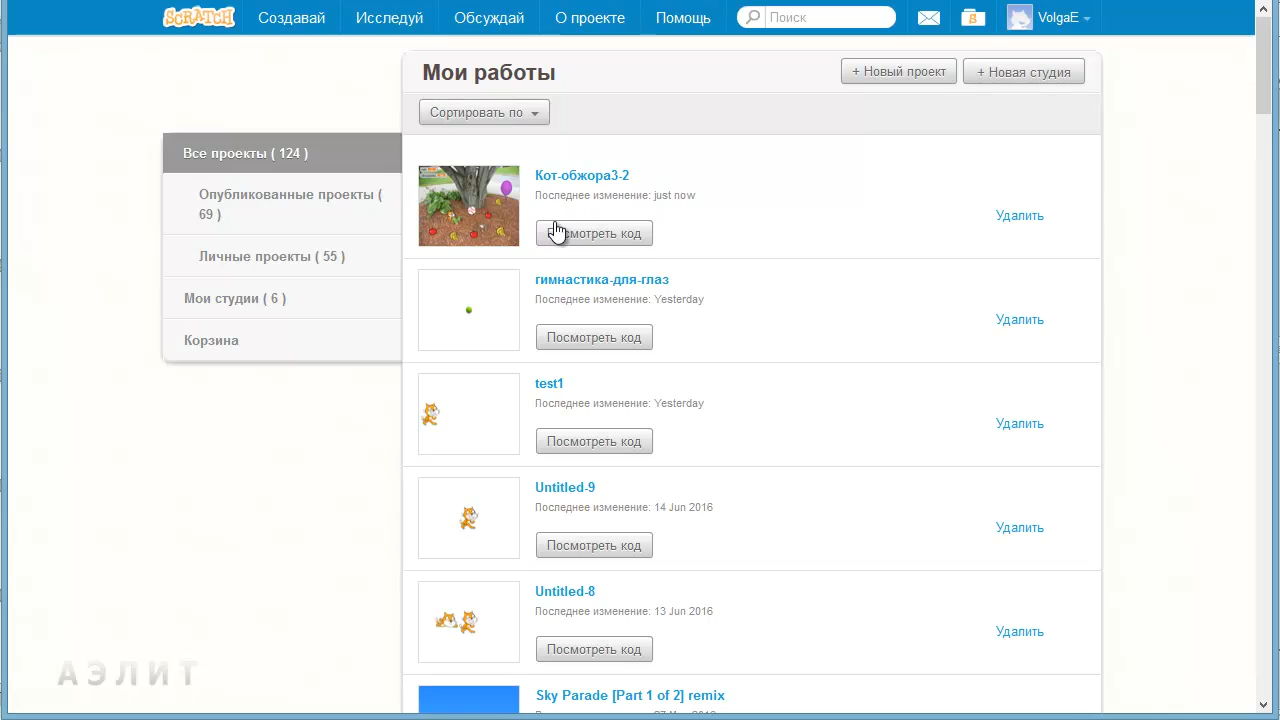 SCRATCH Создавай Исследуй Обсуждай О проекте Помощь Поиск VolgaE
Мои работы
+ Новый проект + Новая студия
Сортировать по
Все проекты ( 124 )
Опубликованные проекты (
69 )
Личные проекты ( 55 )
Мои студии ( 6 )
Корзина
Кот-обжора3-2
Последнее изменение: just now
Удалить
смотреть код
гимнастика-для-глаз
Последнее изменение: Yesterday
Удалить
Посмотреть код
test1
Последнее изменение: Yesterday
Удалить
Посмотреть код
Untitled-9
Последнее изменение: 14 Jun 2016
Удалить
Посмотреть код
Untitled-8
Последнее изменение: 13 Jun 2016
Удалить
Посмотреть код
Sky Parade [Part 1 of 2] remix
АЭЛИТ